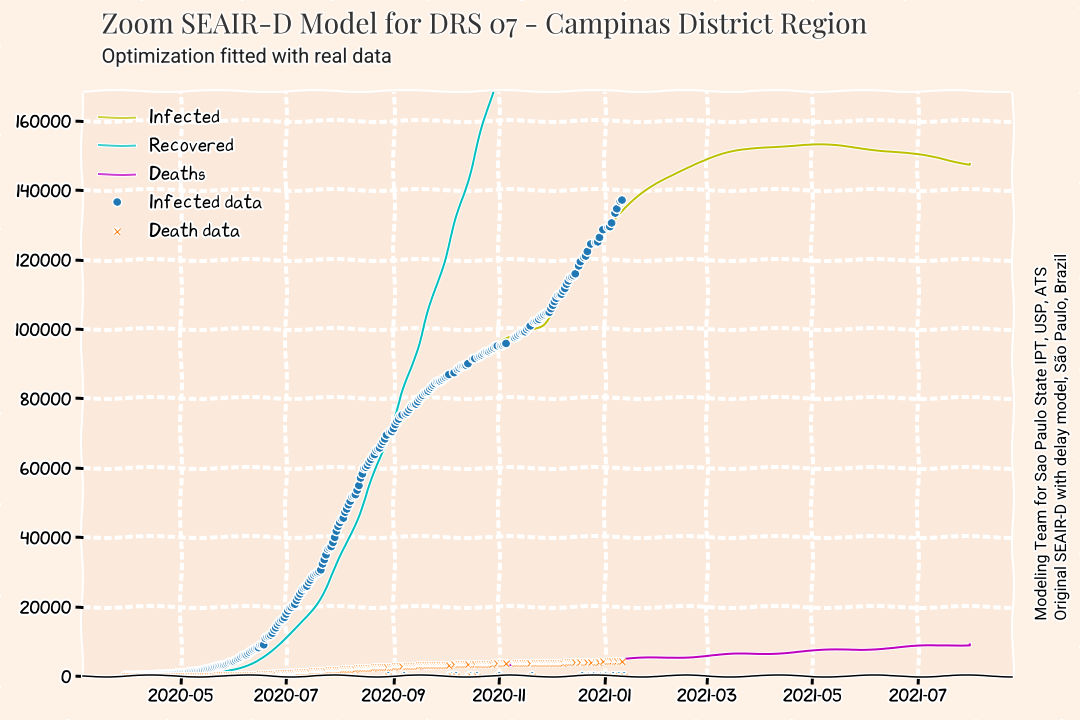 Zoom SEAIR-D Model for DRS 07 - Campinas District Region
Optimization fitted with real data
Infected
Recovered
Deaths
Infected data
Death data
160000
140000
120000
100000
80000
60000
40000
20000
0
2020-05
2020-07
2020-09
2020-11
2021-01
2021-03
2021-05
2021-07
Modeling Team for Sao Paulo State IPT, USP, ATS
Original SEAIR-D with delay model, São Paulo, Brazil